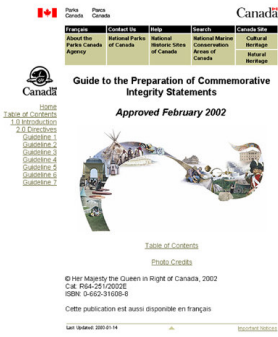 Parks Parcs
Canada Canada
Canada
Français Contact Us Help Search Canada Site
About the Parks Canada Agency
National Parks of Canada
National Historic Sites of Canada
National Marine Conservation Areas of Canada
Cultural Heritage
Natural Heritage
Canada
Home
Table of Contents
1.0 Introduction
2.0 Directives
Guideline 1
Guideline 2
Guideline 3
Guideline 4
Guideline 5
Guideline 6
Guideline 7
Guide to the Preparation of Commemorative
Integrity Statements
Approved February 2002
Table of Contents
Photo Credits
© Her Majesty the Queen in Right of Canada, 2002
Cat. R64-251/2002E
ISBN: 0-662-31608-8
Cette publication est aussi disponible en français
Last Updated: 2000-01-14
Important Notices